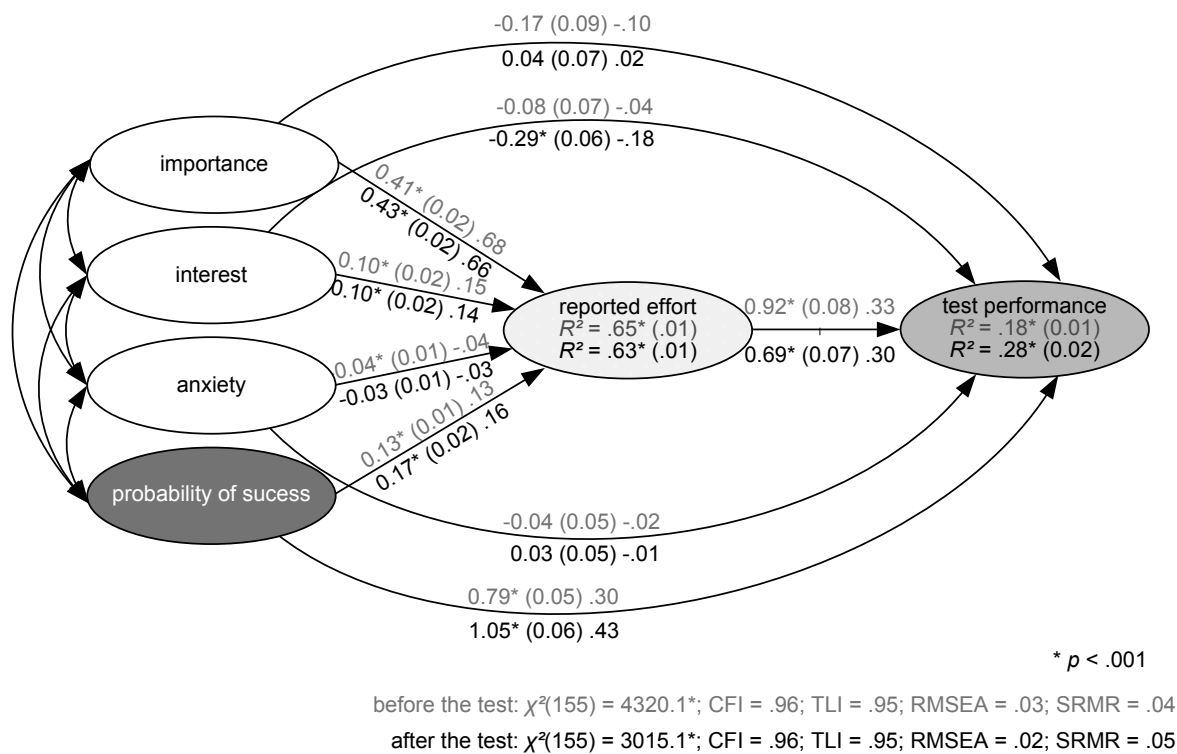 -0.17 (0.09) -.10
0.04 (0.07) .02
-0.08 (0.07) -.04
-0.29* (0.06) -.18
importance
0.41* (0.02) .68
0.43* (0.02) .66
interest
0.10* (0.02) .15
0.10* (0.02) .14
reported effort
R² = .65* (.01)
R² = .63* (.01)
0.92* (0.08) .33
0.69* (0.07) .30
test performance
R² = .18* (0.01)
R² = .28* (0.02)
anxiety
0.04* (0.01) -.04
-0.03 (0.01) -.03
probability of sucess
0.13* (0.01) .13
0.17* (0.02) .16
-0.04 (0.05) -.02
0.03 (0.05) -.01
0.79* (0.05) .30
1.05* (0.06) .43
* p < .001
before the test: χ²(155) = 4320.1*; CFI = .96; TLI = .95; RMSEA = .03; SRMR = .04
after the test: χ²(155) = 3015.1*; CFI = .96; TLI = .95; RMSEA = .02; SRMR = .05